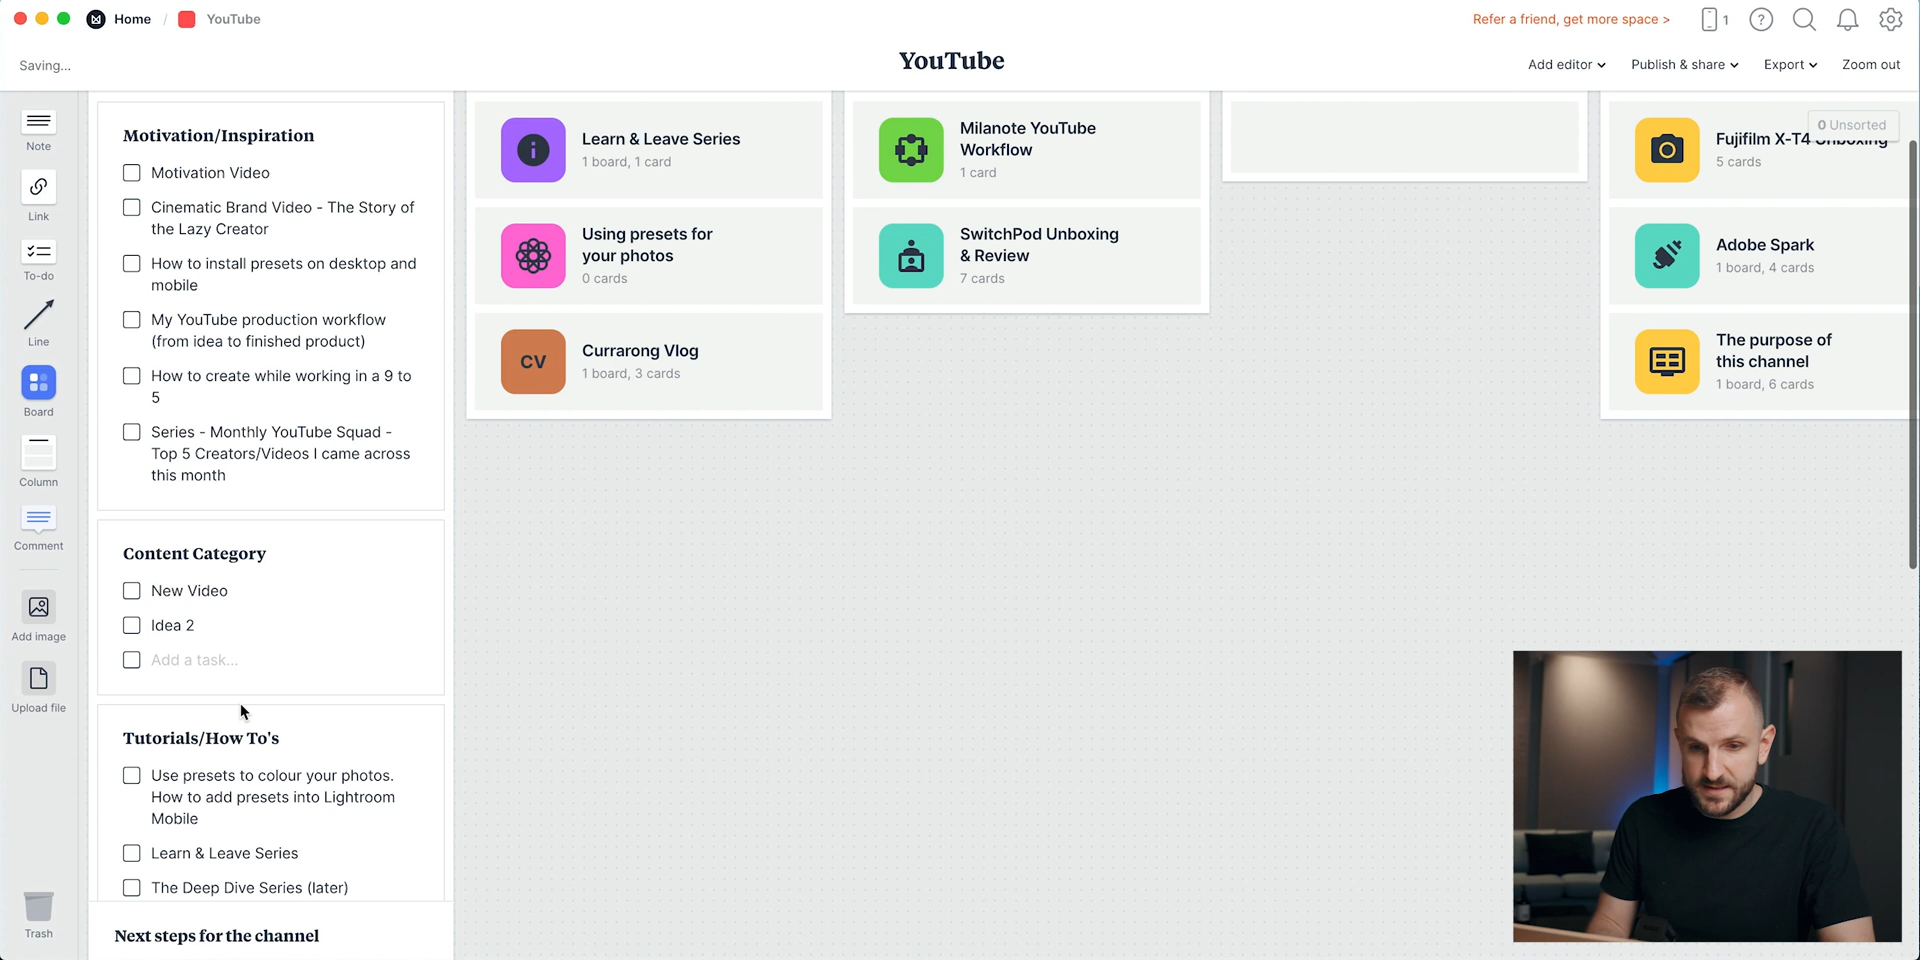 Home / YouTube
Refer a friend, get more space >
1
?
Saving...
YouTube
Add editor
Publish & share
Export
Zoom out
Note
Link
To-do
Line
Board
Column
Comment
Add image
Upload file
Trash
Motivation/Inspiration
Motivation Video
Cinematic Brand Video - The Story of
the Lazy Creator
How to install presets on desktop and
mobile
My YouTube production workflow
(from idea to finished product)
How to create while working in a 9 to
5
Series - Monthly YouTube Squad -
Top 5 Creators/Videos I came across
this month
Content Category
New Video
Idea 2
Add a task...
Tutorials/How To's
Use presets to colour your photos.
How to add presets into Lightroom
Mobile
Learn & Leave Series
The Deep Dive Series (later)
Next steps for the channel
i
Learn & Leave Series
1 board, 1 card
Using presets for
your photos
0 cards
CV
Currarong Vlog
1 board, 3 cards
Milanote YouTube
Workflow
1 card
SwitchPod Unboxing
& Review
7 cards
0 Unsorted
Fujifilm X-T4 Unboxing
5 cards
Adobe Spark
1 board, 4 cards
The purpose of
this channel
1 board, 6 cards